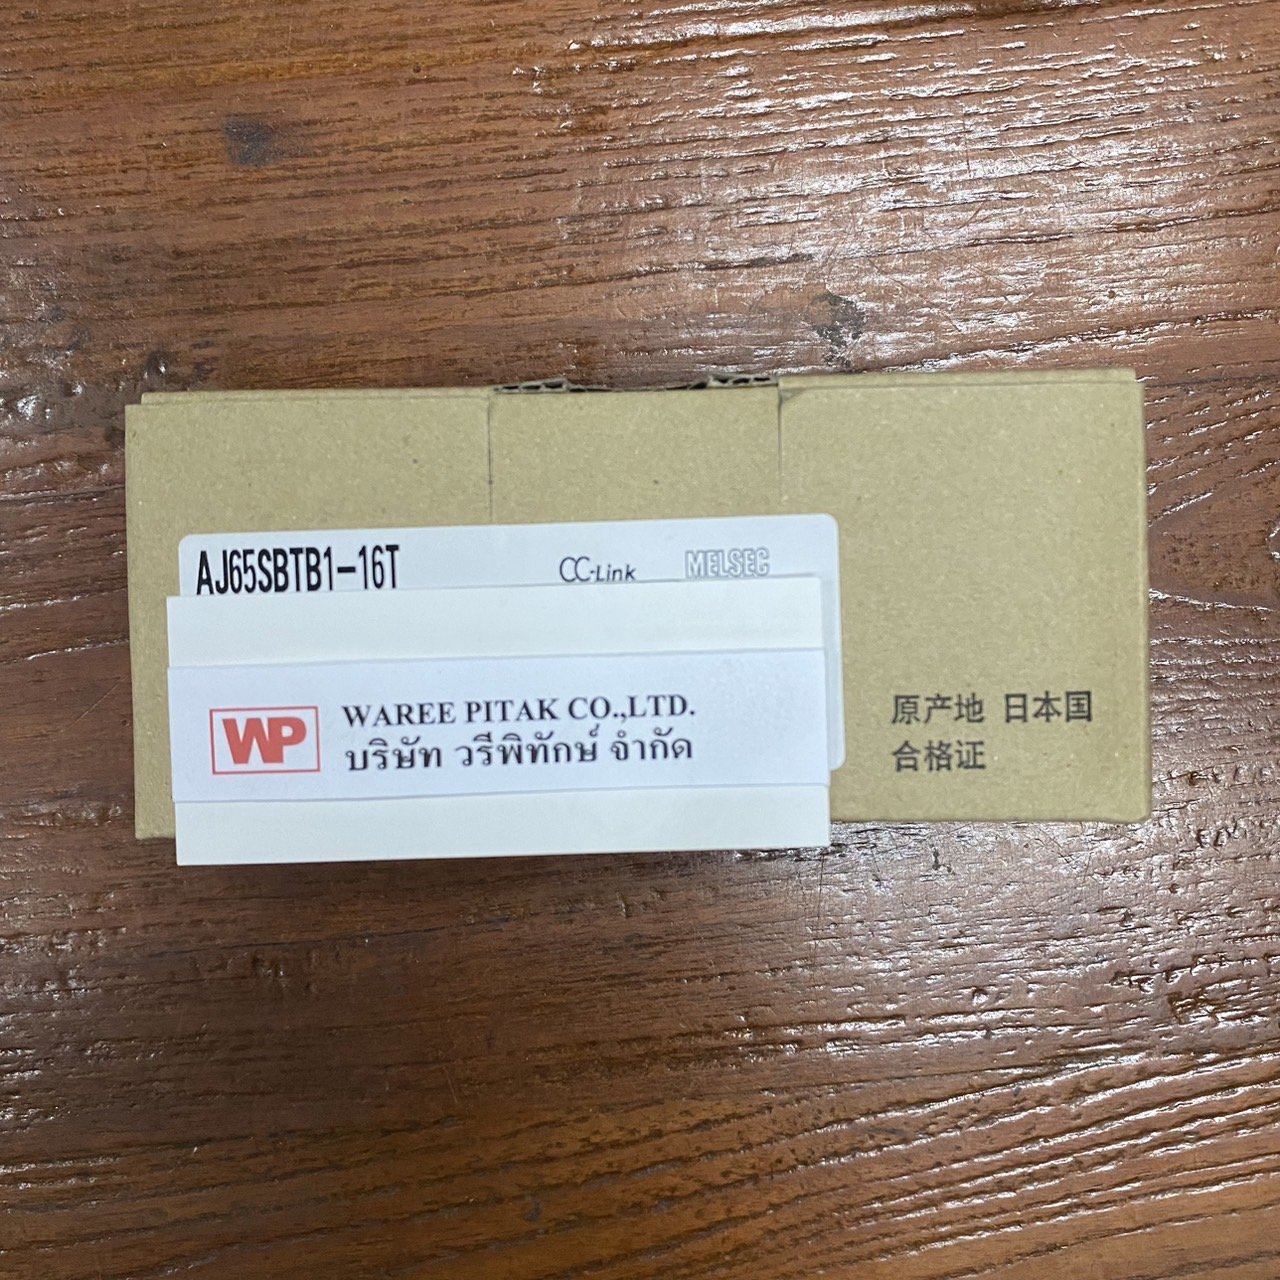 AJ65SBTB1-16T
CC-Link
MELSEC
WP
WAREE PITAK CO.,LTD.
บริษัท วรีพิทักษ์ จำกัด
原产地 日本国
合格证